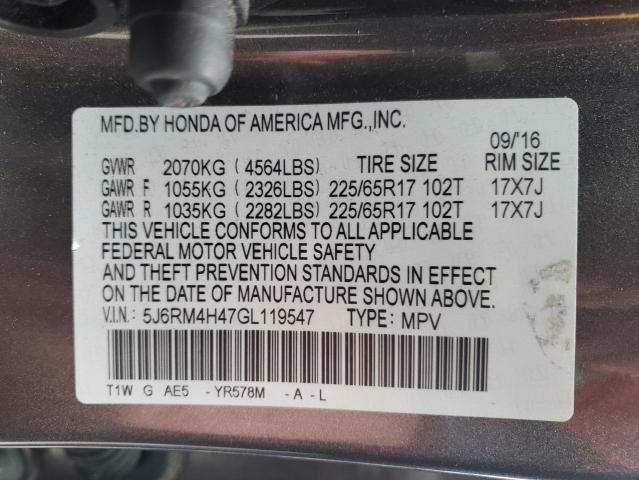 MFD.BY HONDA OF AMERICA MFG.,INC.
09/'16
GVWR 2070KG (4564LBS) TIRE SIZE RIM SIZE
GAWR F 1055KG (2326LBS) 225/65R17 102T 17X7J
GAWR R 1035KG (2282LBS) 225/65R17 102T 17X7J
THIS VEHICLE CONFORMS TO ALL APPLICABLE
FEDERAL MOTOR VEHICLE SAFETY
AND THEFT PREVENTION STANDARDS IN EFFECT
ON THE DATE OF MANUFACTURE SHOWN ABOVE.
V.I.N.: 5J6RM4H47GL119547 TYPE: MPV
T1W G AE5 - YR578M - A - L